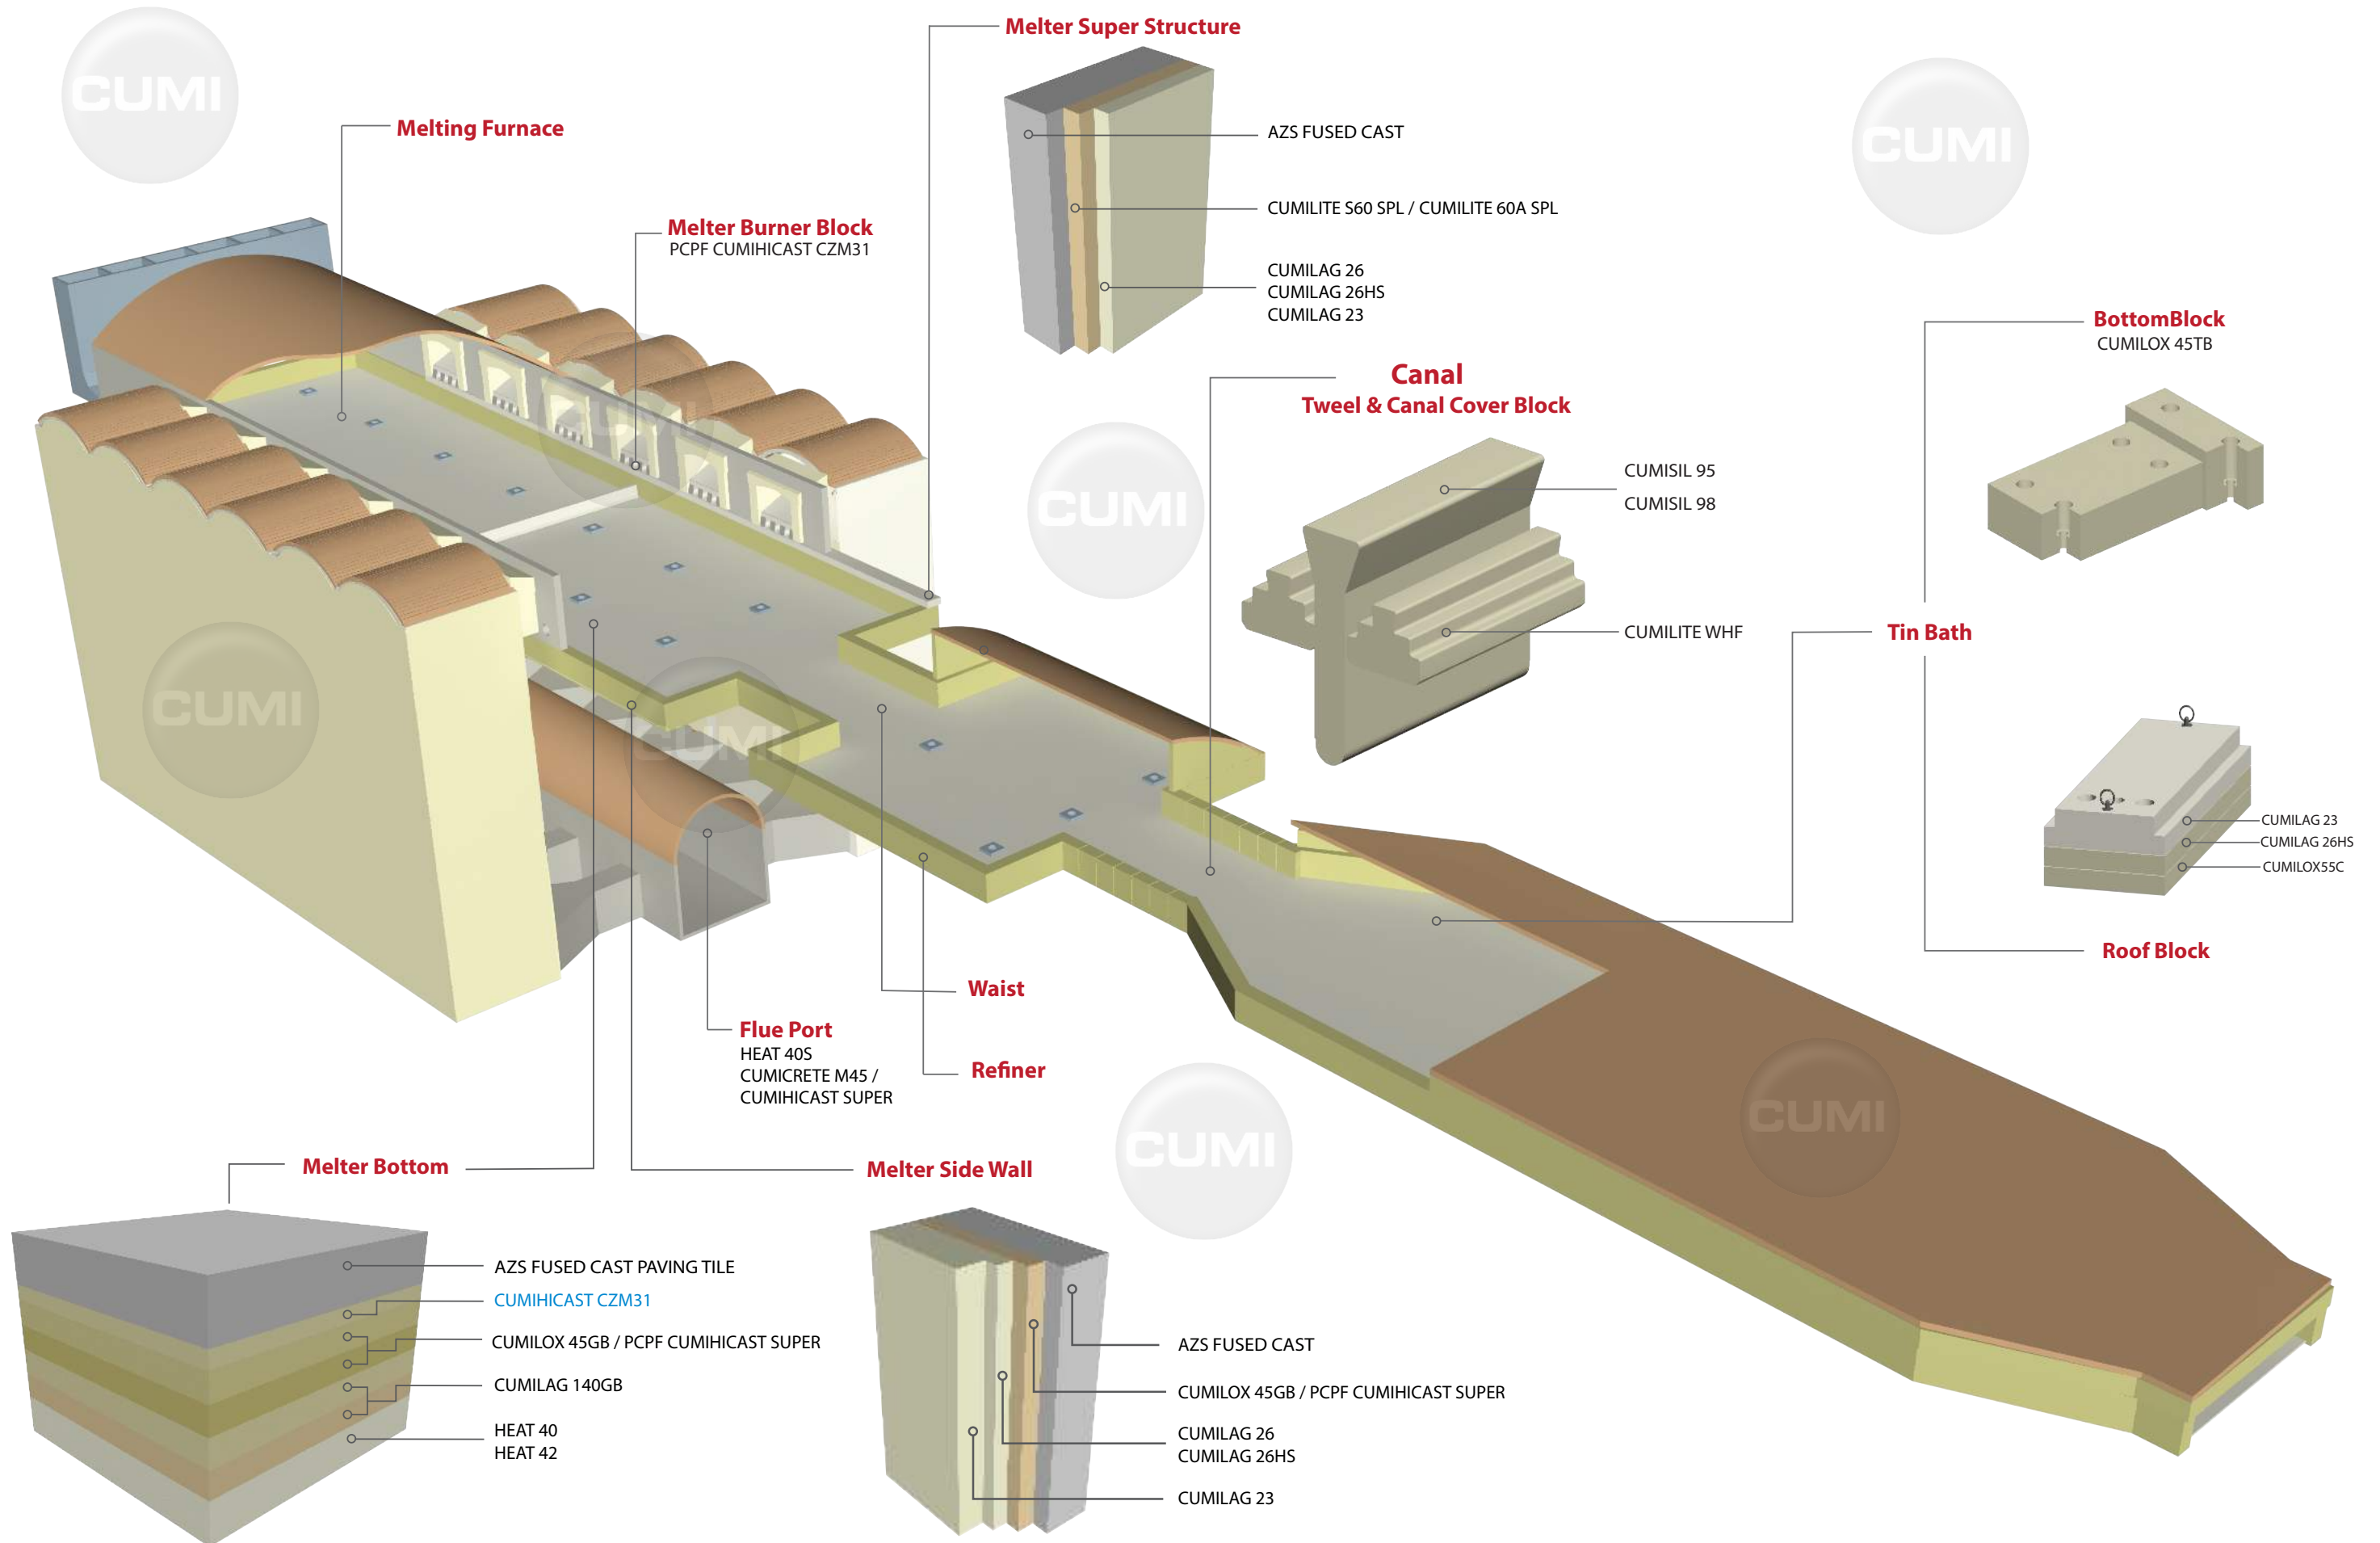 Melter Super Structure
CUMI
AZS FUSED CAST
CUMILITE S60 SPL / CUMILITE 60A SPL
CUMILAG 26
CUMILAG 26HS
CUMILAG 23
CUMI
Melting Furnace
Melter Burner Block
PCPF CUMIHICAST CZM31
BottomBlock
CUMILOX 45TB
Canal
Tweel & Canal Cover Block
CUMI
CUMISIL 95
CUMISIL 98
CUMI
CUMILITE WHF
Tin Bath
CUMI
CUMI
CUMILAG 23
CUMILAG 26HS
CUMILOX55C
Roof Block
Waist
Flue Port
HEAT 40S
CUMICRETE M45 /
CUMIHICAST SUPER
Refiner
CUMI
CUMI
Melter Bottom
AZS FUSED CAST PAVING TILE
CUMIHICAST CZM31
CUMILOX 45GB / PCPF CUMIHICAST SUPER
CUMILAG 140GB
HEAT 40
HEAT 42
Melter Side Wall
AZS FUSED CAST
CUMILOX 45GB / PCPF CUMIHICAST SUPER
CUMILAG 26
CUMILAG 26HS
CUMILAG 23